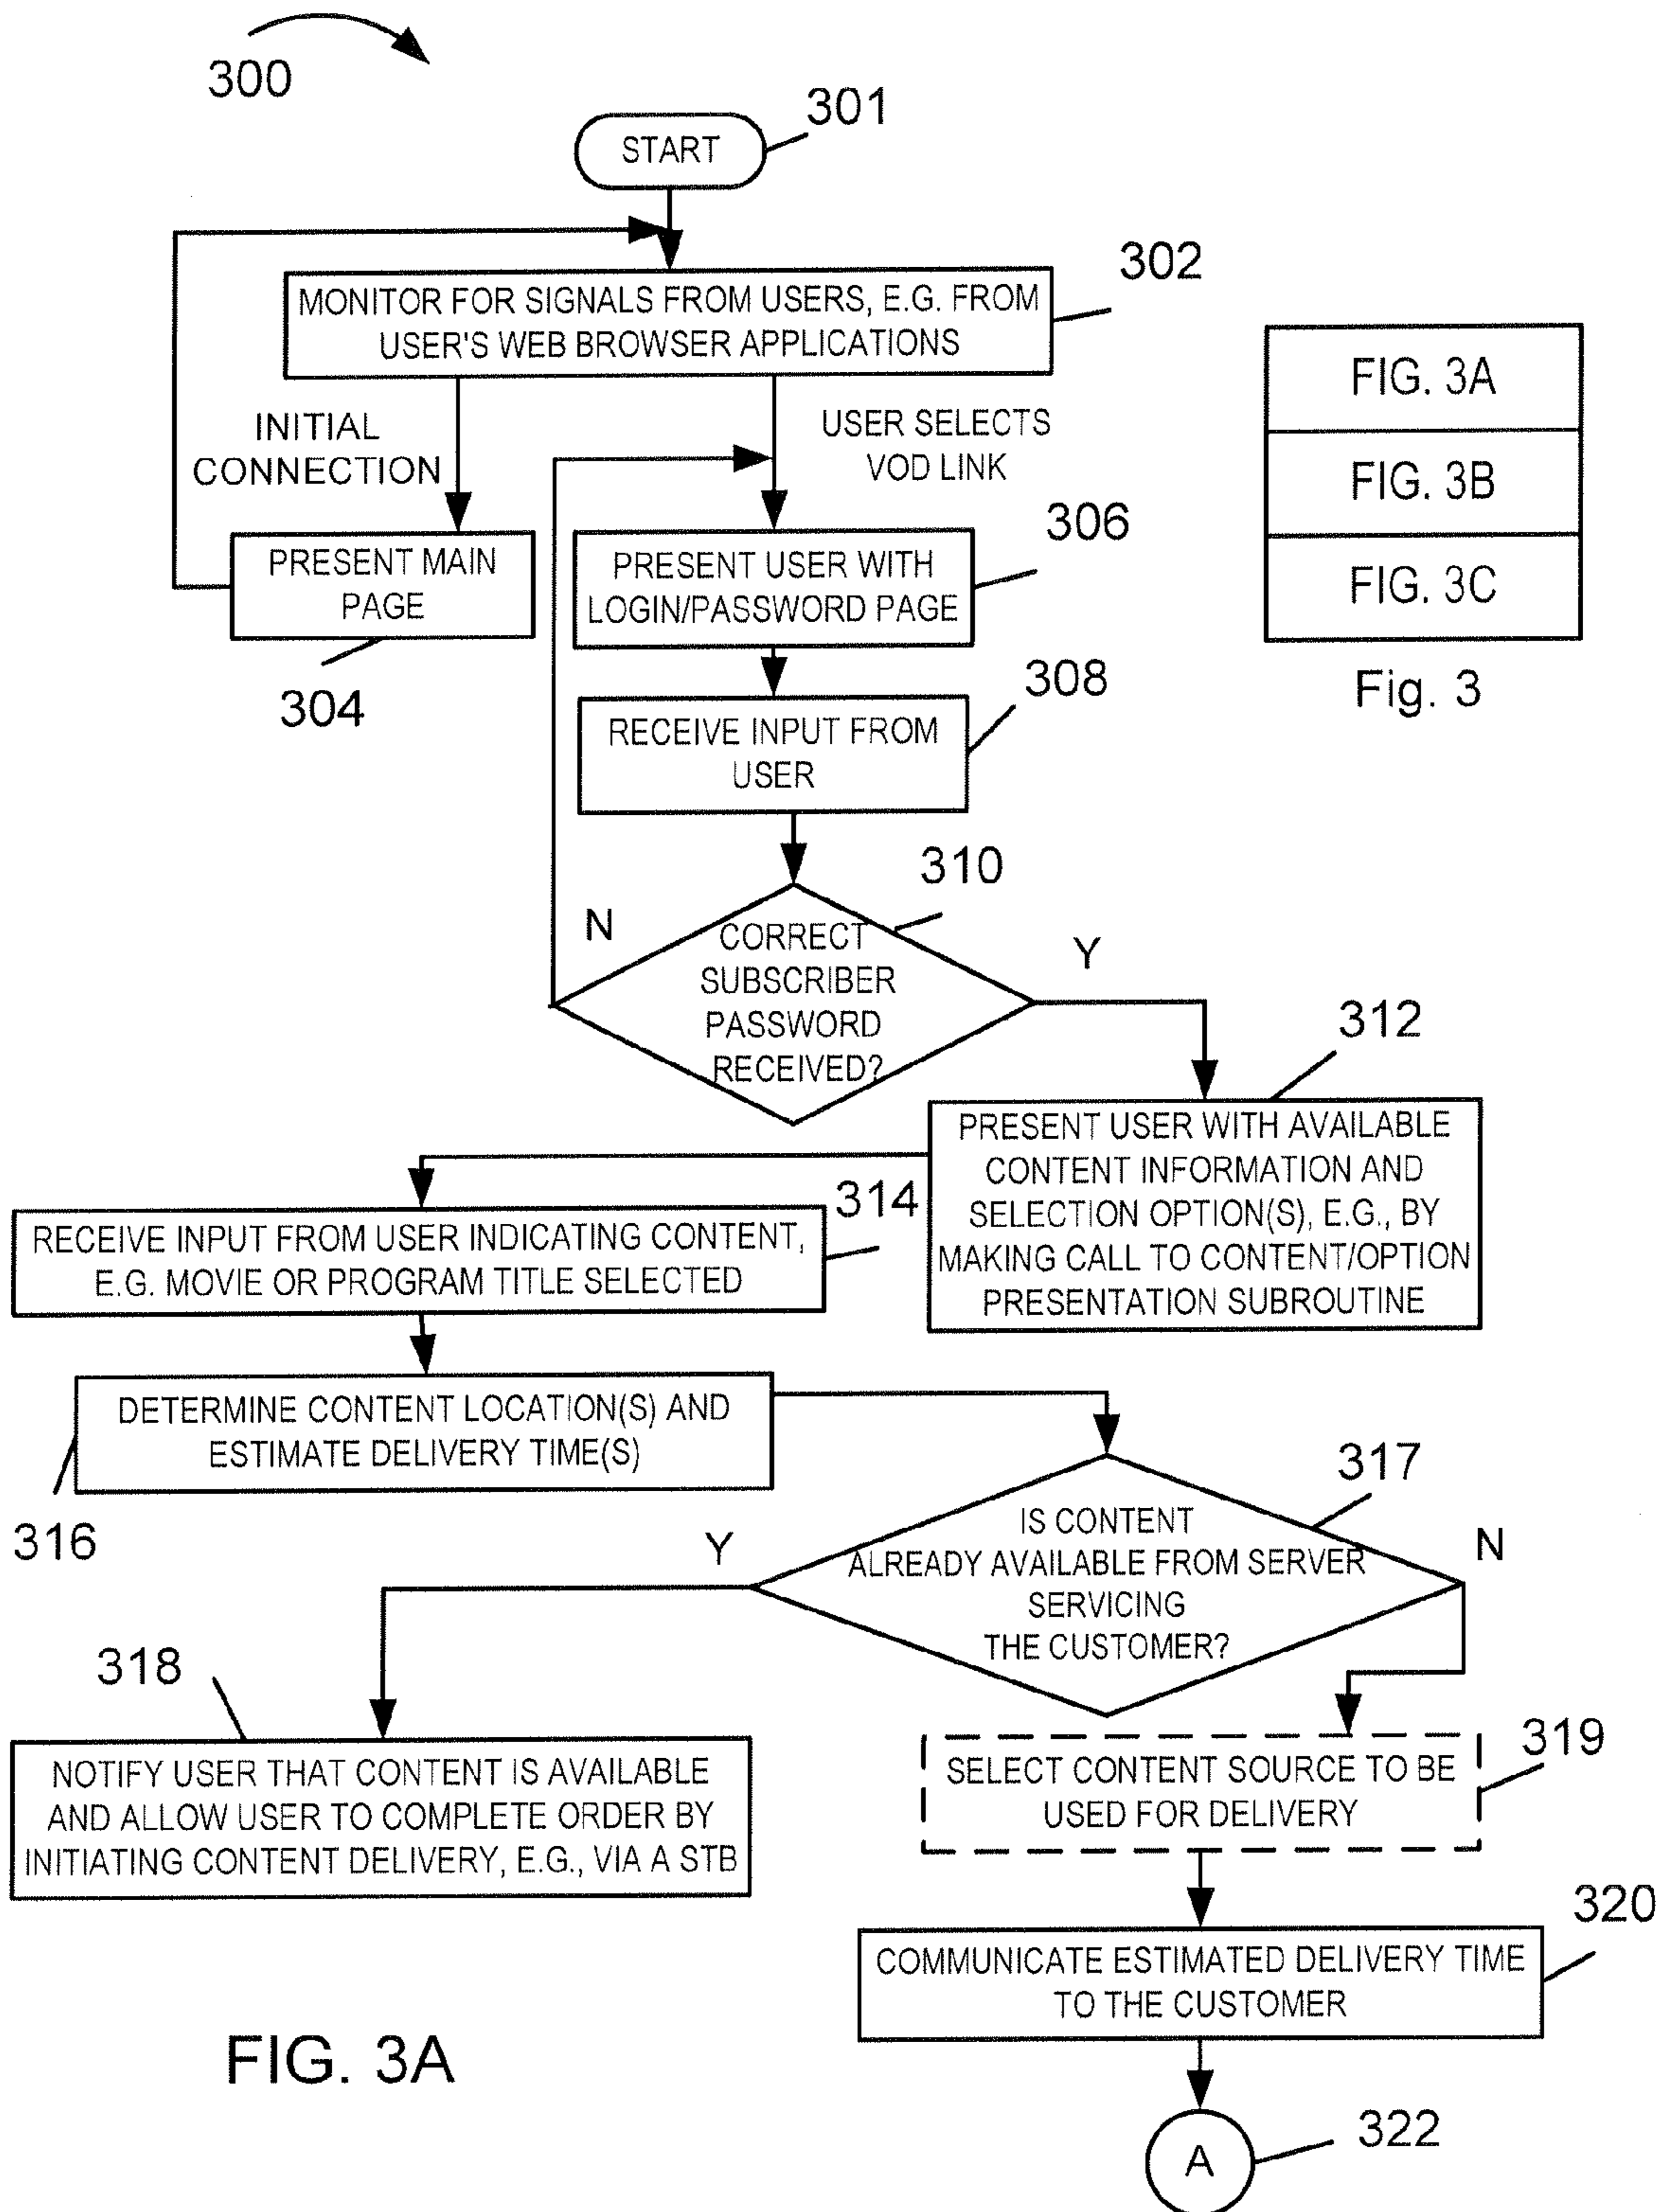 300
301
START
302
MONITOR FOR SIGNALS FROM USERS, E.G. FROM
USER'S WEB BROWSER APPLICATIONS
FIG. 3A
FIG. 3B
FIG. 3C
Fig. 3
INITIAL
CONNECTION
USER SELECTS
VOD LINK
306
PRESENT MAIN
PAGE
304
PRESENT USER WITH
LOGIN/PASSWORD PAGE
308
RECEIVE INPUT FROM
USER
310
N
CORRECT
SUBSCRIBER
PASSWORD
RECEIVED?
Y
312
PRESENT USER WITH AVAILABLE
CONTENT INFORMATION AND
SELECTION OPTION(S), E.G., BY
MAKING CALL TO CONTENT/OPTION
PRESENTATION SUBROUTINE
314
RECEIVE INPUT FROM USER INDICATING CONTENT,
E.G. MOVIE OR PROGRAM TITLE SELECTED
DETERMINE CONTENT LOCATION(S) AND
ESTIMATE DELIVERY TIME(S)
316
317
Y
IS CONTENT
ALREADY AVAILABLE FROM SERVER
SERVICING
THE CUSTOMER?
N
318
NOTIFY USER THAT CONTENT IS AVAILABLE
AND ALLOW USER TO COMPLETE ORDER BY
INITIATING CONTENT DELIVERY, E.G., VIA A STB
319
SELECT CONTENT SOURCE TO BE
USED FOR DELIVERY
320
COMMUNICATE ESTIMATED DELIVERY TIME
TO THE CUSTOMER
FIG. 3A
A
322